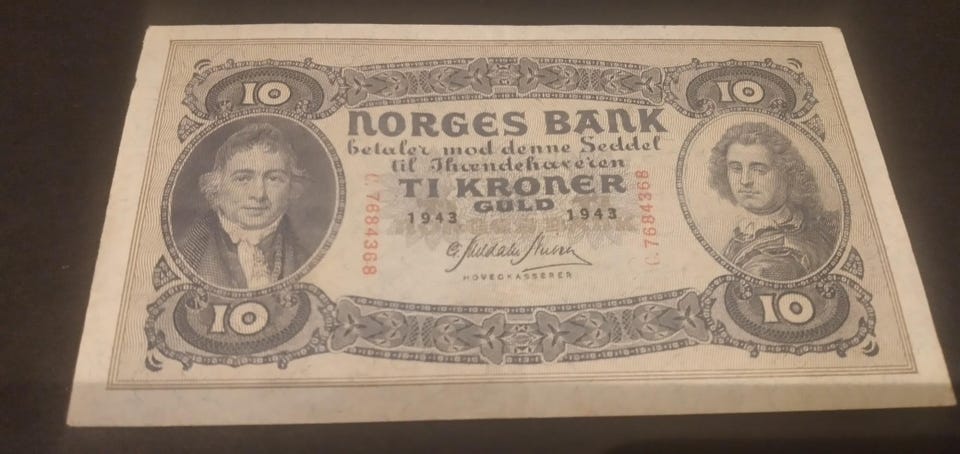 10 10
NORGES BANK
betaler mod denne Seddel
til Ihændehaveren
TI KRONER
GULD
1943 1943
C.7684368 C.7684368
HOVEDKASSERER
10 10